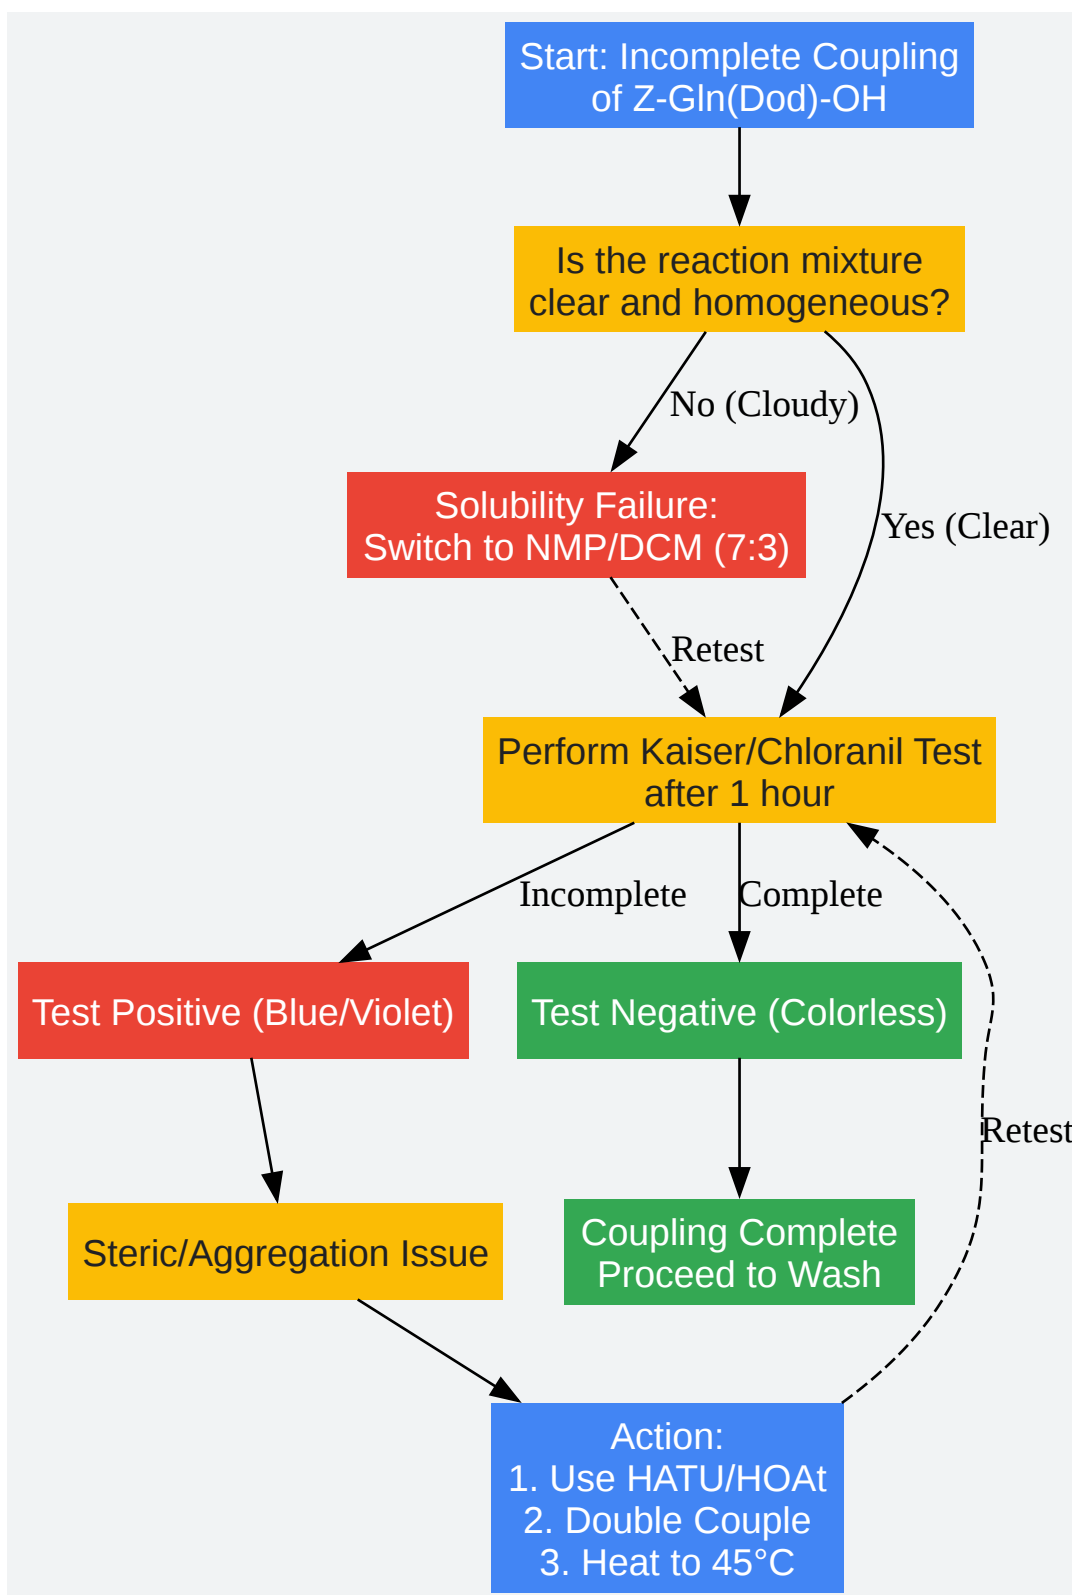 Start: Incomplete Coupling
of Z-Gln(Dod)-OH
Is the reaction mixture
clear and homogeneous?
No (Cloudy)
Solubility Failure:
Switch to NMP/DCM (7:3)
Yes (Clear)
Retest
Perform Kaiser/Chloranil Test
after 1 hour
Incomplete
Complete
Test Positive (Blue/Violet)
Test Negative (Colorless)
Retest
Steric/Aggregation Issue
Coupling Complete
Proceed to Wash
Action:
1. Use HATU/HOAt
2. Double Couple
3. Heat to 45°C